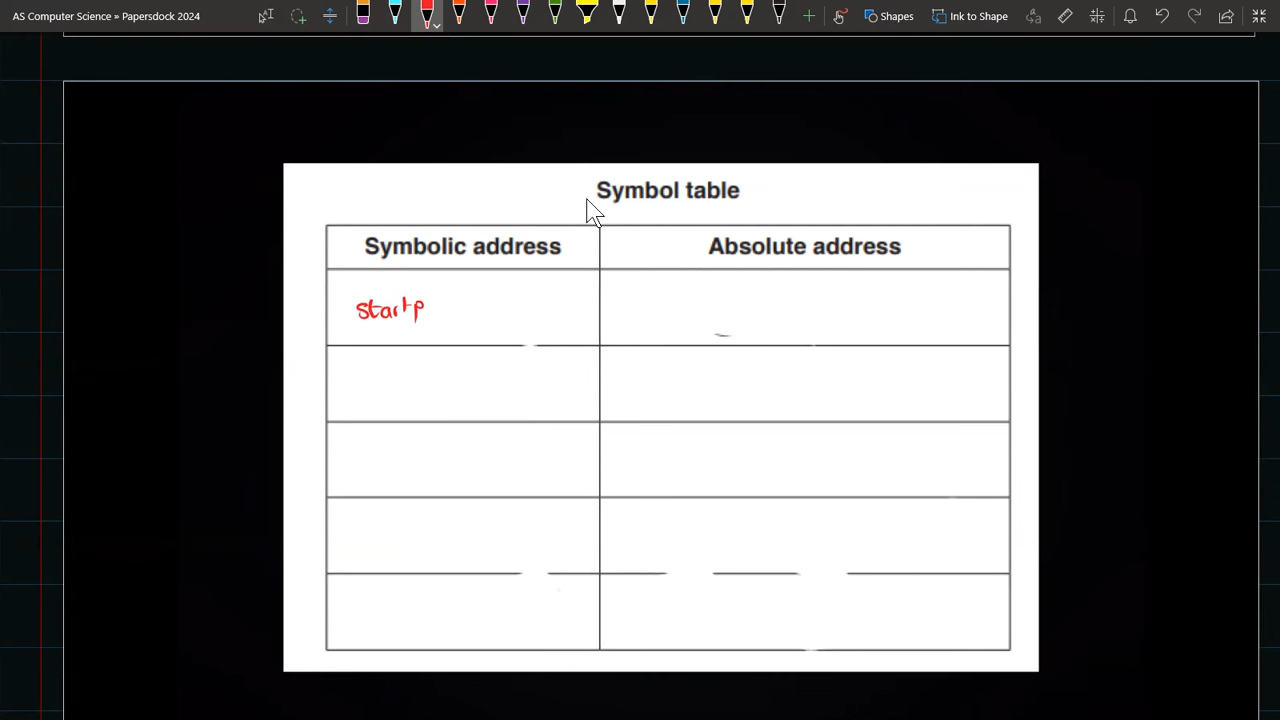 AS Computer Science » Papersdock 2024
Shapes
Ink to Shape
Symbol table
Symbolic address Absolute address
startp